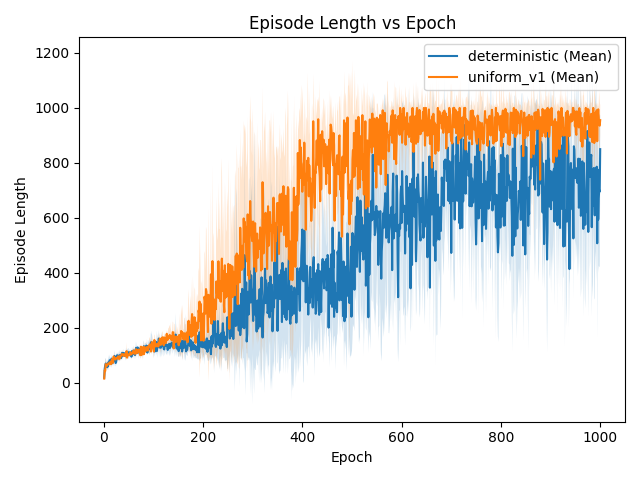 Episode Length vs Epoch
deterministic (Mean)
uniform_v1 (Mean)
Episode Length
1200
1000
800
600
400
200
0
0 200 400 600 800 1000
Epoch